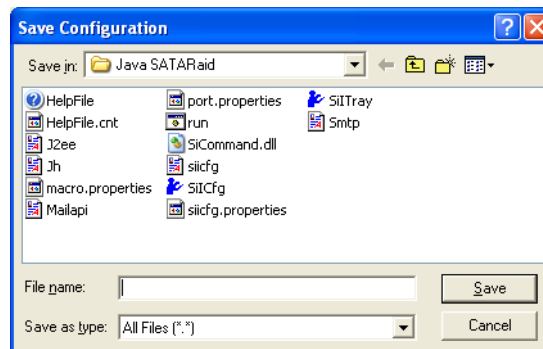 Save Configuration
Save in: Java SATARaid
HelpFile port.properties SiITray
HelpFile.cnt run Smtp
J2ee SiCommand.dll
Jh siicfg
macro.properties SiICfg
Mailapi siicfg.properties
File name: Save
Save as type: All Files (*.*) Cancel